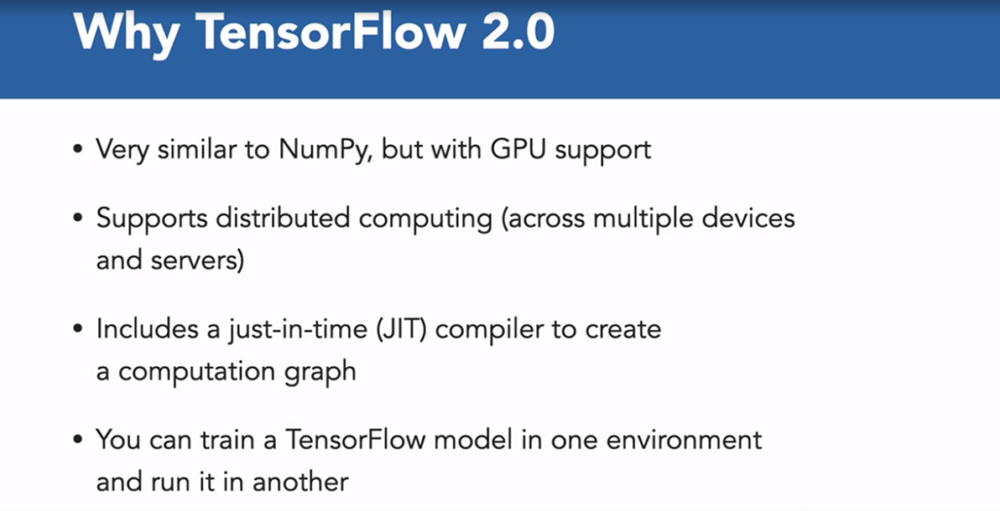 Why TensorFlow 2.0
• Very similar to NumPy, but with GPU support
• Supports distributed computing (across multiple devices
and servers)
• Includes a just-in-time (JIT) compiler to create
a computation graph
• You can train a TensorFlow model in one environment
and run it in another